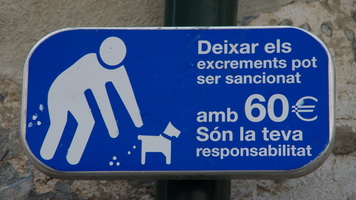 Deixar els
excrements pot
ser sancionat
amb 60€
Són la teva
responsabilitat